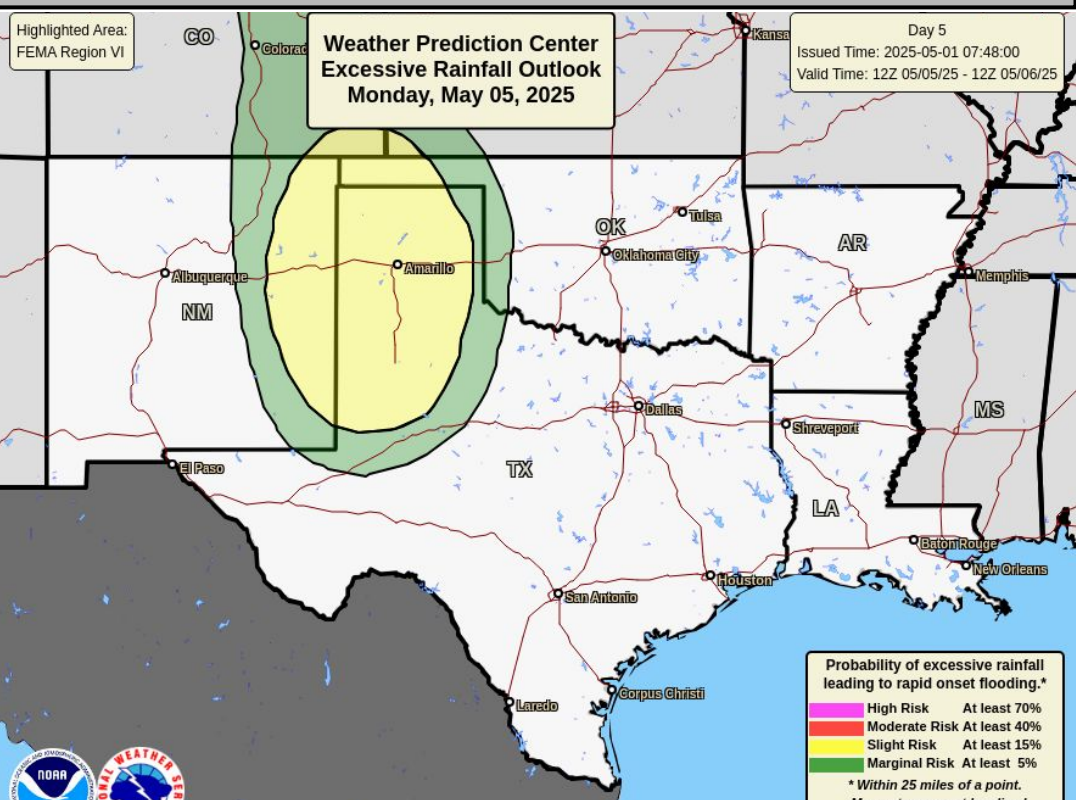 Highlighted Area:
FEMA Region VI
Weather Prediction Center
Excessive Rainfall Outlook
Monday, May 05, 2025
Day 5
Issued Time: 2025-05-01 07:48:00
Valid Time: 12Z 05/05/25 - 12Z 05/06/25
CO
Colorad
Kansa
Tulsa
OK
Oklahoma City
AR
Albuquerque
Amarillo
Memphis
NM
Dallas
MS
Shreveport
El Paso
TX
LA
Baton Rouge
New Orleans
Houston
San Antonio
Corpus Christi
Laredo
Probability of excessive rainfall
leading to rapid onset flooding.*
High Risk At least 70%
Moderate Risk At least 40%
Slight Risk At least 15%
Marginal Risk At least 5%
* Within 25 miles of a point.
NOAA